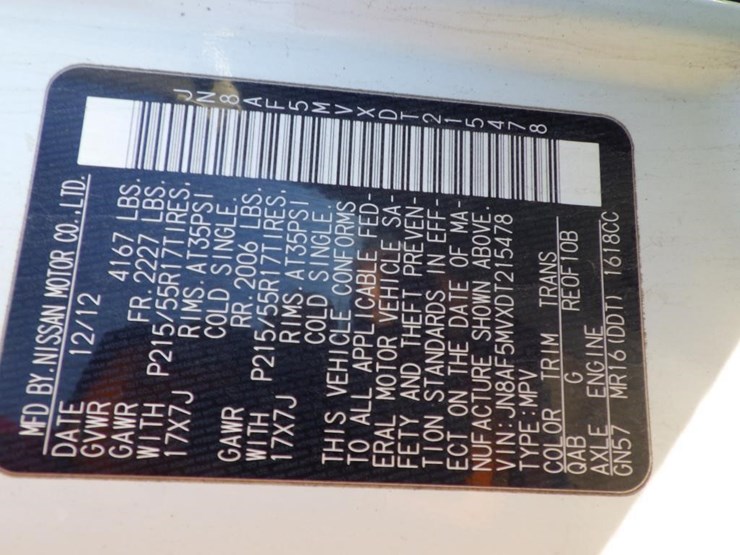 JN8AF5MVXDT215478
MFD BY.NISSAN MOTOR CO.,LTD.
DATE 12/12
GVWR 4167 LBS.
GAWR FR. 2227 LBS.
WITH P215/55R17TIRES,
17X7J RIMS. AT35PSI
COLD SINGLE.
GAWR RR. 2006 LBS.
WITH P215/55R17TIRES,
17X7J RIMS. AT35PSI
COLD SINGLE.
THIS VEHICLE CONFORMS
TO ALL APPLICABLE FED-
ERAL MOTOR VEHICLE SA-
FETY AND THEFT PREVEN-
TION STANDARDS IN EFF-
ECT ON THE DATE OF MA-
NUFACTURE SHOWN ABOVE.
VIN:JN8AF5MVXDT215478
TYPE:MPV
COLOR TRIM TRANS
QAB G RE0F10B
AXLE ENGINE
GN57 MR16(DDT) 1618CC